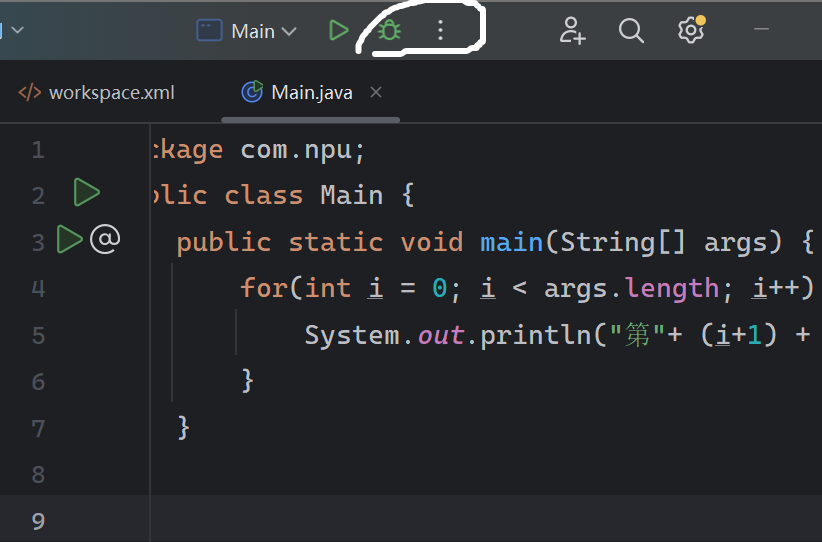 Main
workspace.xml
Main.java
1 ckage com.npu;
2 blic class Main {
3 @ public static void main(String[] args) {
4 for(int i = 0; i < args.length; i++)
5 System.out.println("第"+ (i+1) +
6 }
7 }
8
9